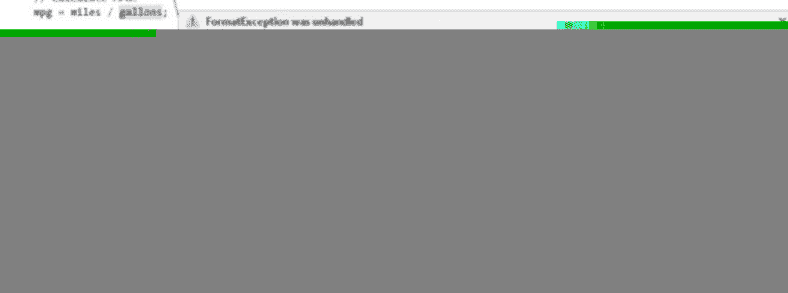 mpg = miles / gallons;
FormatException was unhandled